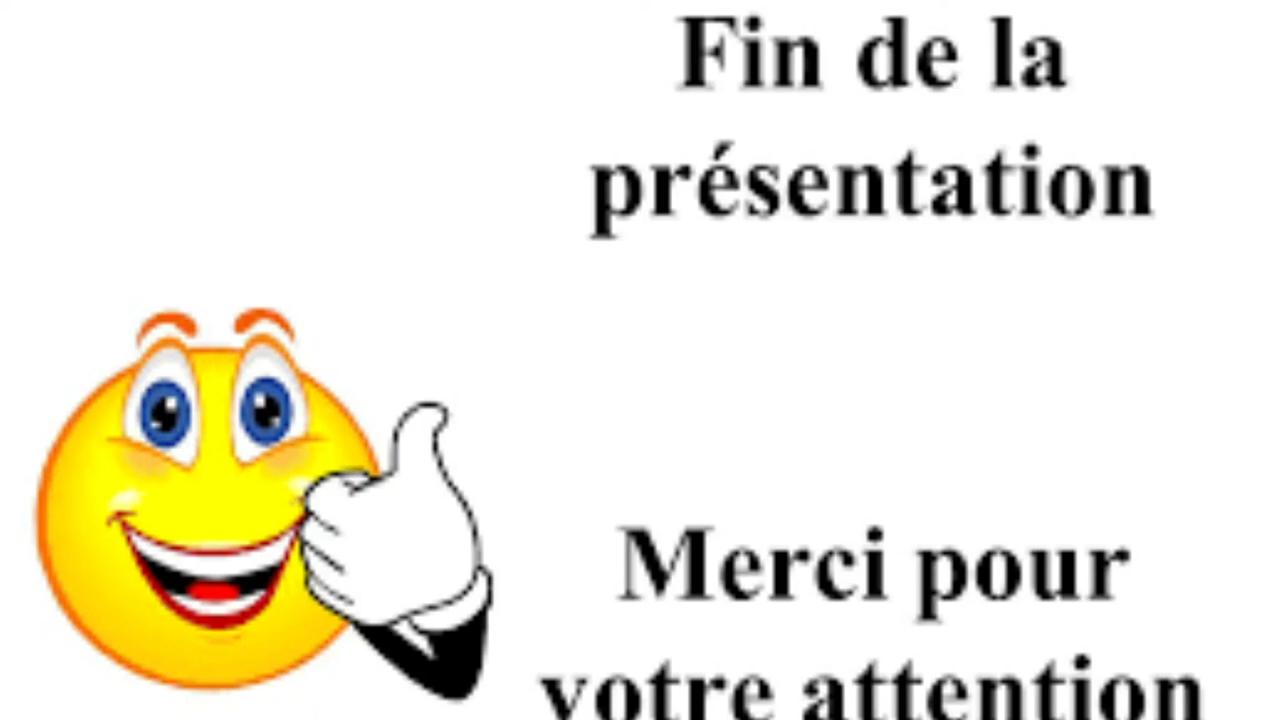 Fin de la
présentation
Merci pour
votre attention